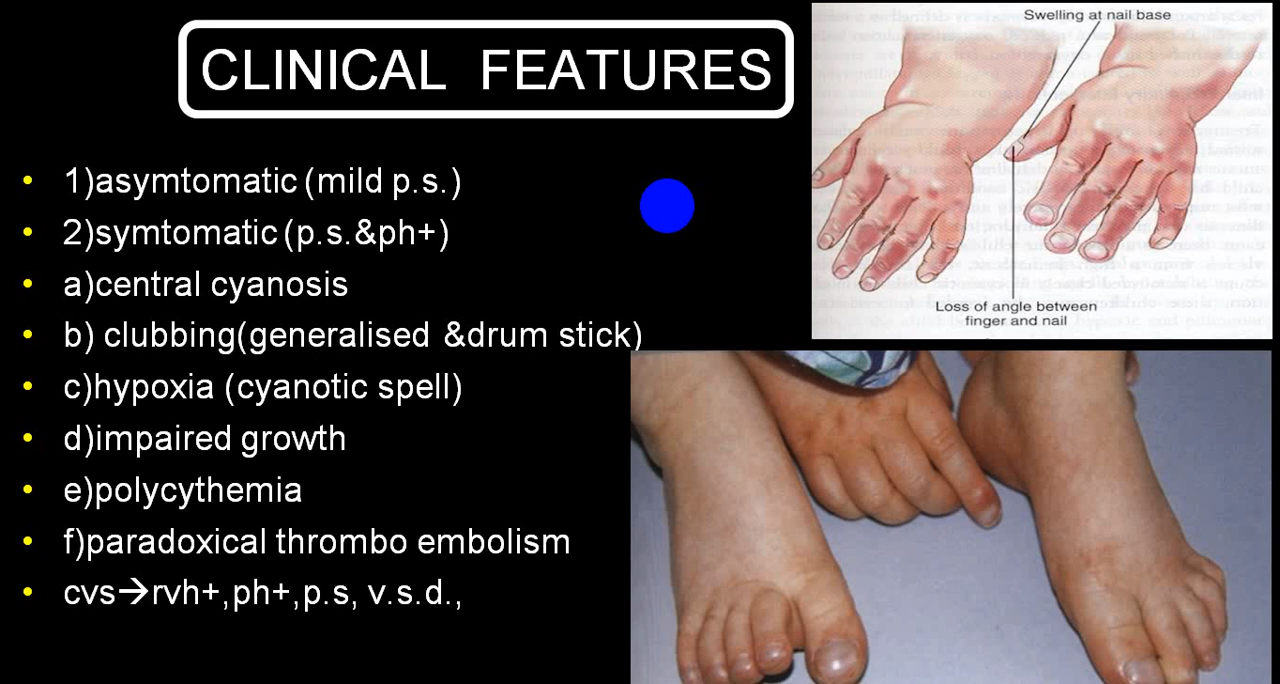 CLINICAL FEATURES
• 1)asymtomatic (mild p.s.)
• 2)symtomatic (p.s.&ph+)
• a)central cyanosis
• b) clubbing(generalised &drum stick)
• c)hypoxia (cyanotic spell)
• d)impaired growth
• e)polycythemia
• f)paradoxical thrombo embolism
• cvs→rvh+,ph+,p.s, v.s.d.,
Swelling at nail base
Loss of angle between
finger and nail